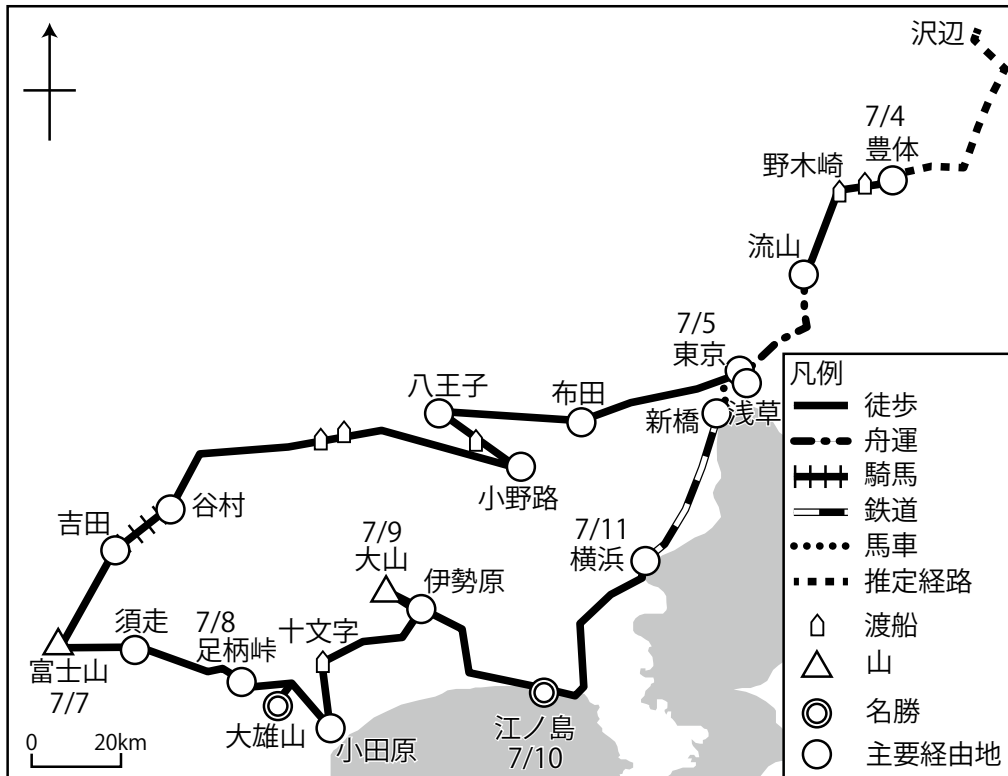 沢辺
7/4
豊体
野木崎
流山
7/5
東京
浅草
新橋
布田
八王子
小野路
谷村
吉田
7/9
大山
伊勢原
7/11
横浜
須走
7/8
足柄峠
十文字
富士山
7/7
大雄山
小田原
江ノ島
7/10
0 20km
凡例
徒歩
舟運
騎馬
鉄道
馬車
推定経路
渡船
山
名勝
主要経由地